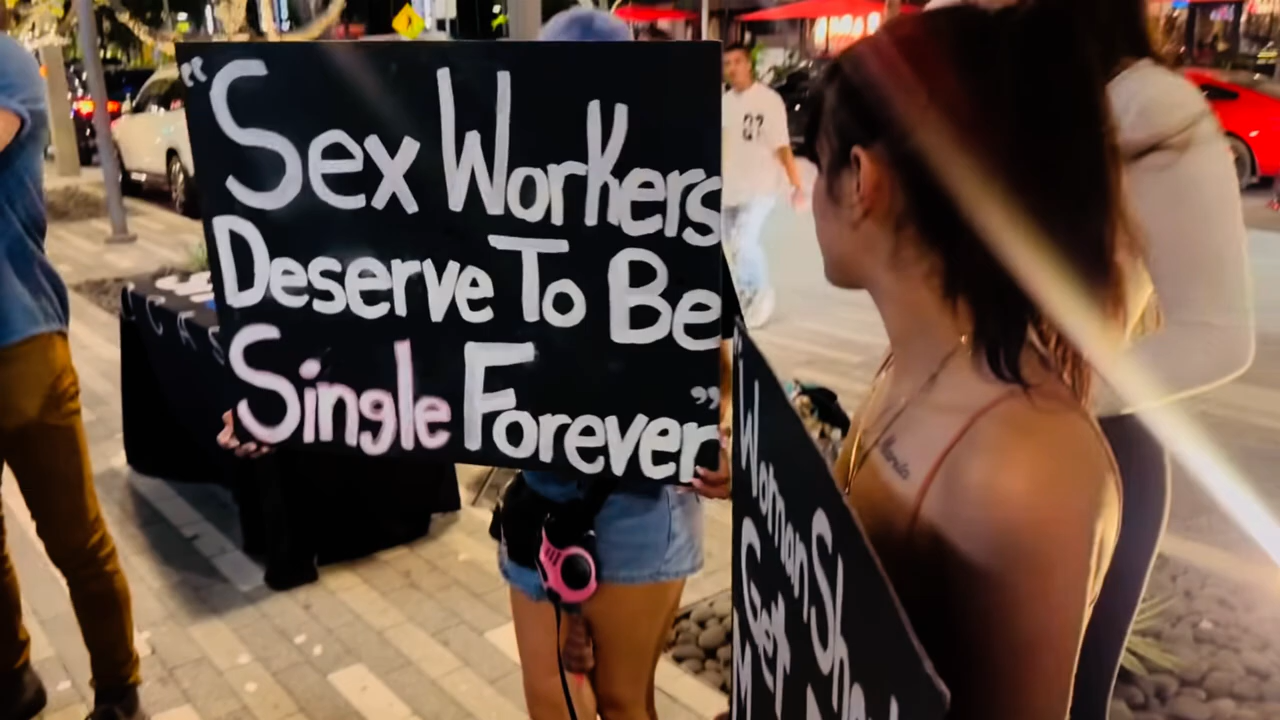 “Sex Workers
Deserve To Be
Single Forever”
Woman
Get